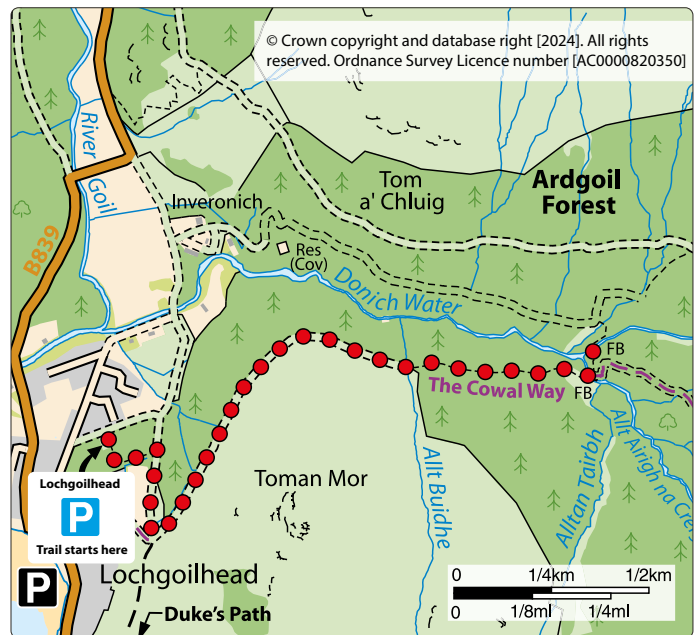 © Crown copyright and database right [2024]. All rights
reserved. Ordnance Survey Licence number [AC0000820350]
River
Goil
B839
Inveronich
Tom
a' Chluig
Ardgoil
Forest
Res
(Cov)
Donich Water
FB
The Cowal Way
FB
Allt Buidhe
Alltan Tairbh
Allt Airigh na Cre
Toman Mor
Lochgoilhead
P
Trail starts here
Lochgoilhead
P
Duke's Path
0 1/4km 1/2km
0 1/8ml 1/4ml